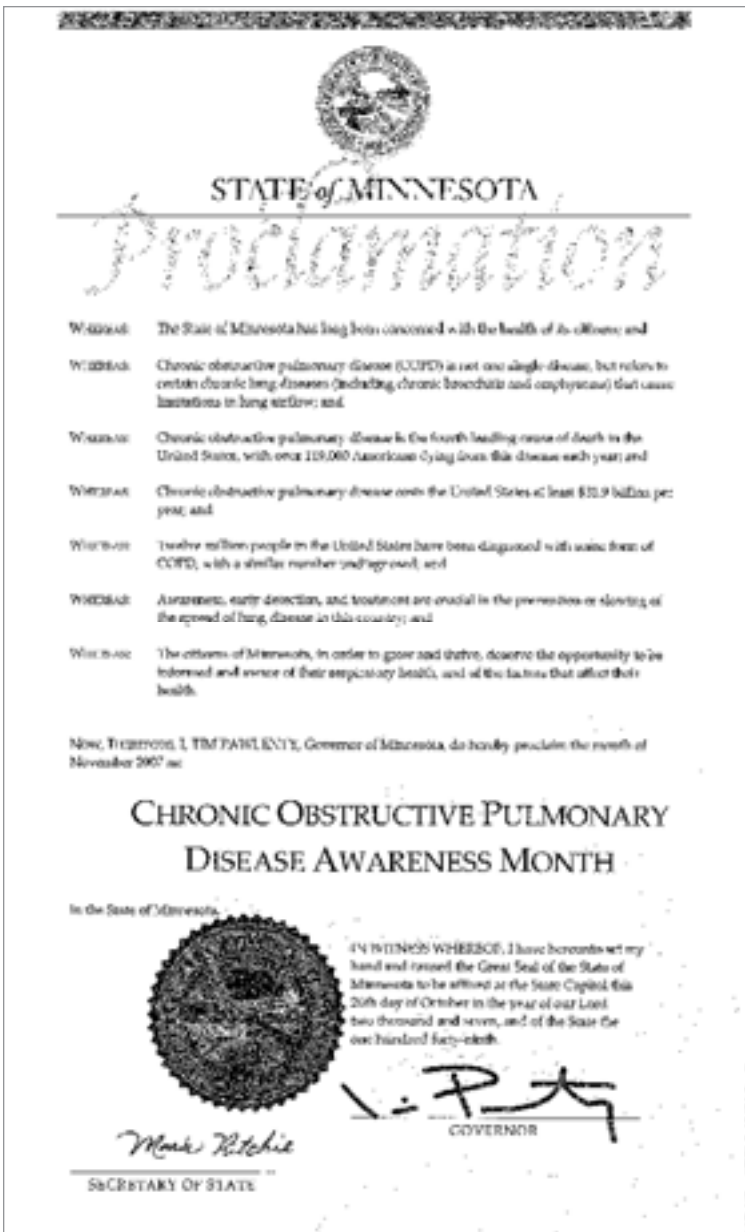 STATE of MINNESOTA
Proclamation
WHEREAS: The State of Minnesota has long been concerned with the health of its citizens; and
WHEREAS: Chronic obstructive pulmonary disease (COPD) is not one single disease, but refers to
certain chronic lung diseases (including chronic bronchitis and emphysema) that cause
limitations in lung airflow; and
WHEREAS: Chronic obstructive pulmonary disease is the fourth leading cause of death in the
United States, with over Americans dying from this disease each year; and
WHEREAS: Chronic obstructive pulmonary disease costs the United States at least billion per
year; and
WHEREAS: Twelve million people in the United States have been diagnosed with some form of
COPD, with a similar number and
WHEREAS: Awareness, early detection, and treatment are crucial in the prevention or slowing of
the spread of lung disease in this country; and
WHEREAS: The citizens of Minnesota, in order to grow and thrive, deserve the opportunity to be
informed and aware of their respiratory health, and of the factors that affect their
health.
NOW, THEREFORE, I, TIM PAWLENTY, Governor of Minnesota, do hereby proclaim the month of
November 2007 as:
CHRONIC OBSTRUCTIVE PULMONARY
DISEASE AWARENESS MONTH
In the State of Minnesota.
IN WITNESS WHEREOF, I have hereunto set my
hand and caused the Great Seal of the State of
Minnesota to be affixed at the State Capitol this
day of October in the year of our Lord
two thousand and seven, and of the State the
one hundred forty-ninth.
GOVERNOR
Mark Ritchie
SECRETARY OF STATE